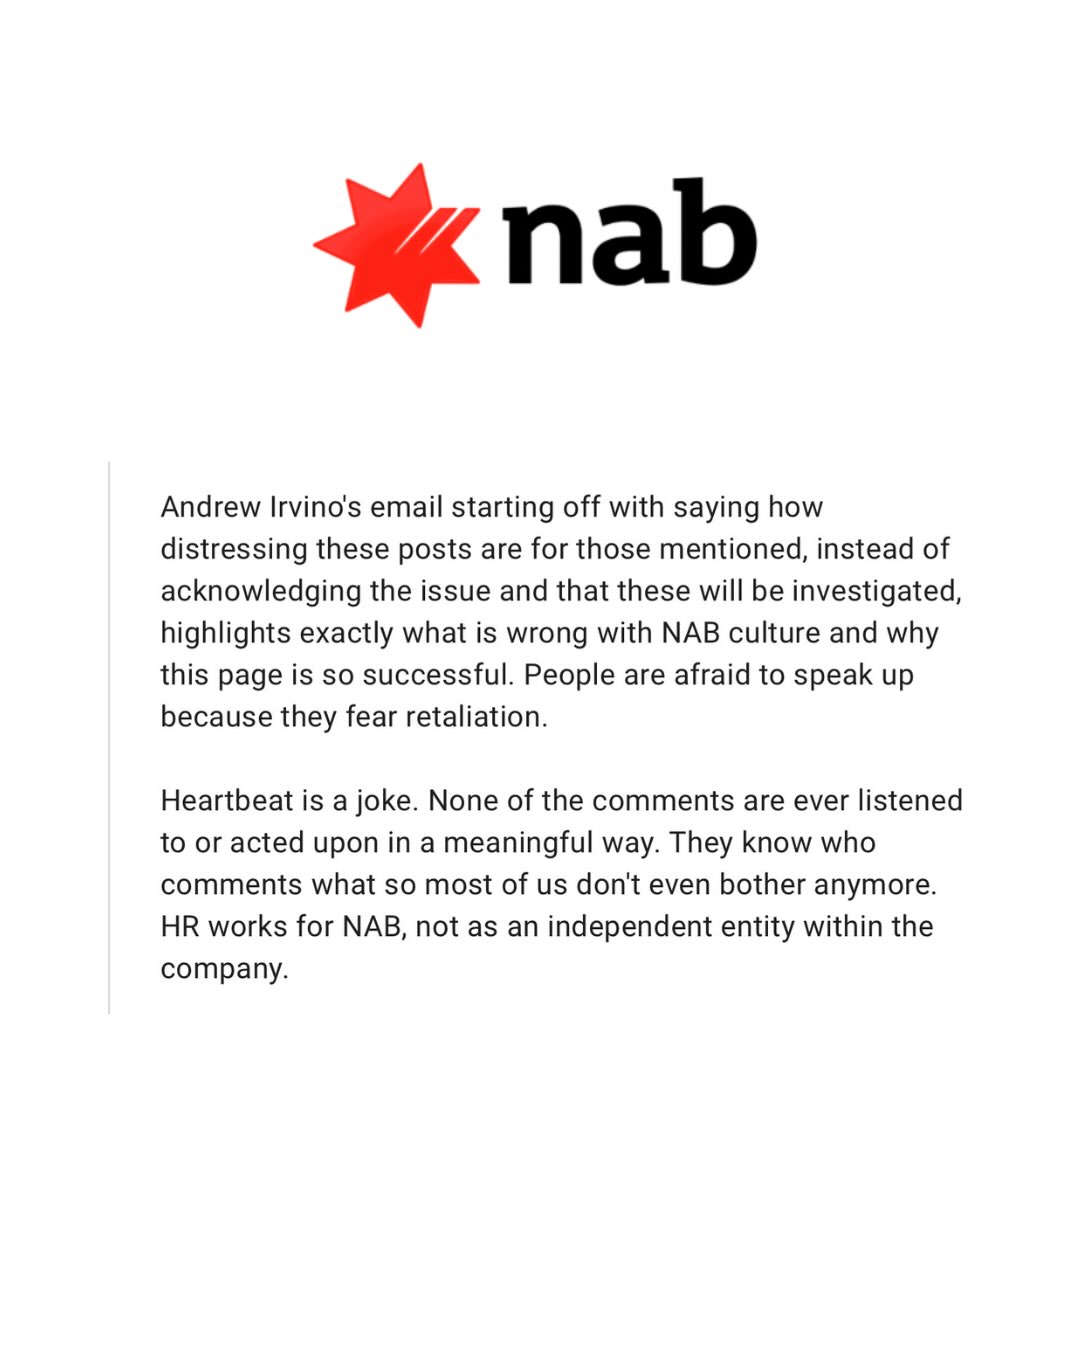 nab
Andrew Irvino's email starting off with saying how
distressing these posts are for those mentioned, instead of
acknowledging the issue and that these will be investigated,
highlights exactly what is wrong with NAB culture and why
this page is so successful. People are afraid to speak up
because they fear retaliation.
Heartbeat is a joke. None of the comments are ever listened
to or acted upon in a meaningful way. They know who
comments what so most of us don't even bother anymore.
HR works for NAB, not as an independent entity within the
company.